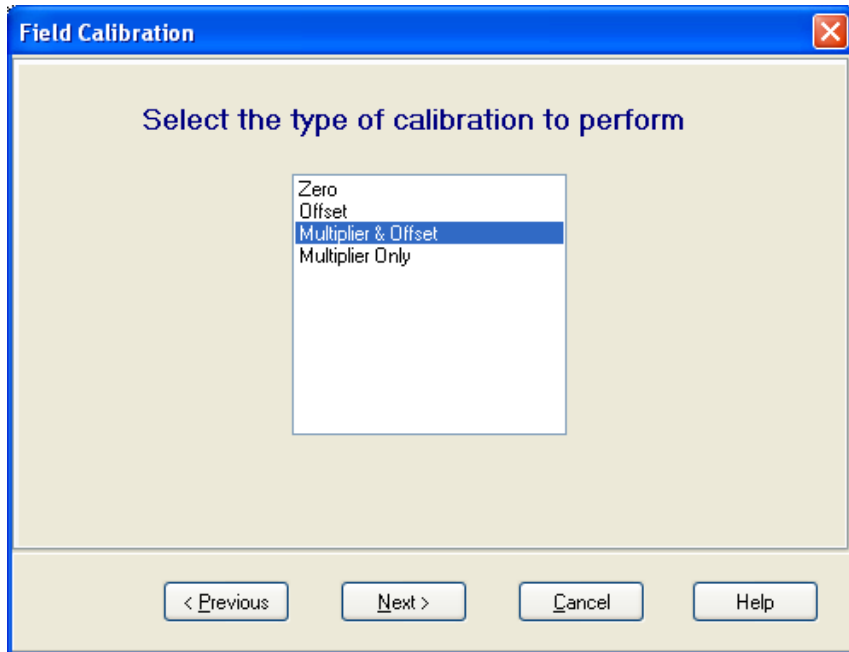 Field Calibration
Select the type of calibration to perform
Zero
Offset
Multiplier & Offset
Multiplier Only
< Previous
Next >
Cancel
Help